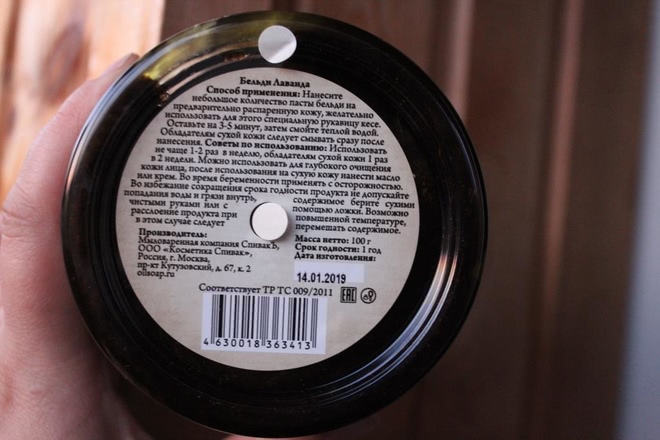 Бельди Лаванда
Способ применения: Нанесите
небольшое количество пасты бельди на
предварительно распаренную кожу, желательно
использовать для этого специальную рукавицу кесе.
Оставьте на 3-5 минут, затем смойте теплой водой.
Обладателям сухой кожи следует смывать сразу после
нанесения. Советы по использованию: Использовать
не чаще 1-2 раз в неделю, обладателям сухой кожи 1 раз
в 2 недели. Можно использовать для глубокого очищения
кожи лица, после использования на сухую кожу нанести масло
или крем. Во время беременности применять с осторожностью.
Во избежание сокращения срока годности продукта не допускайте
попадания воды и грязи внутрь, содержимое берите сухими
чистыми руками или с помощью ложки. Возможно
расслоение продукта при повышенной температуре,
в этом случае следует перемешать содержимое.
Производитель:
Мыловаренная компания СпивакЪ,
ООО «Косметика Спивак»,
Россия, г. Москва,
пр-кт Кутузовский, д. 67, к. 2
oilsoap.ru
Масса нетто: 100 г
Срок годности: 1 год
Дата изготовления:
14.01.2019
Соответствует ТР ТС 009/2011
EAC
4 630018 363413